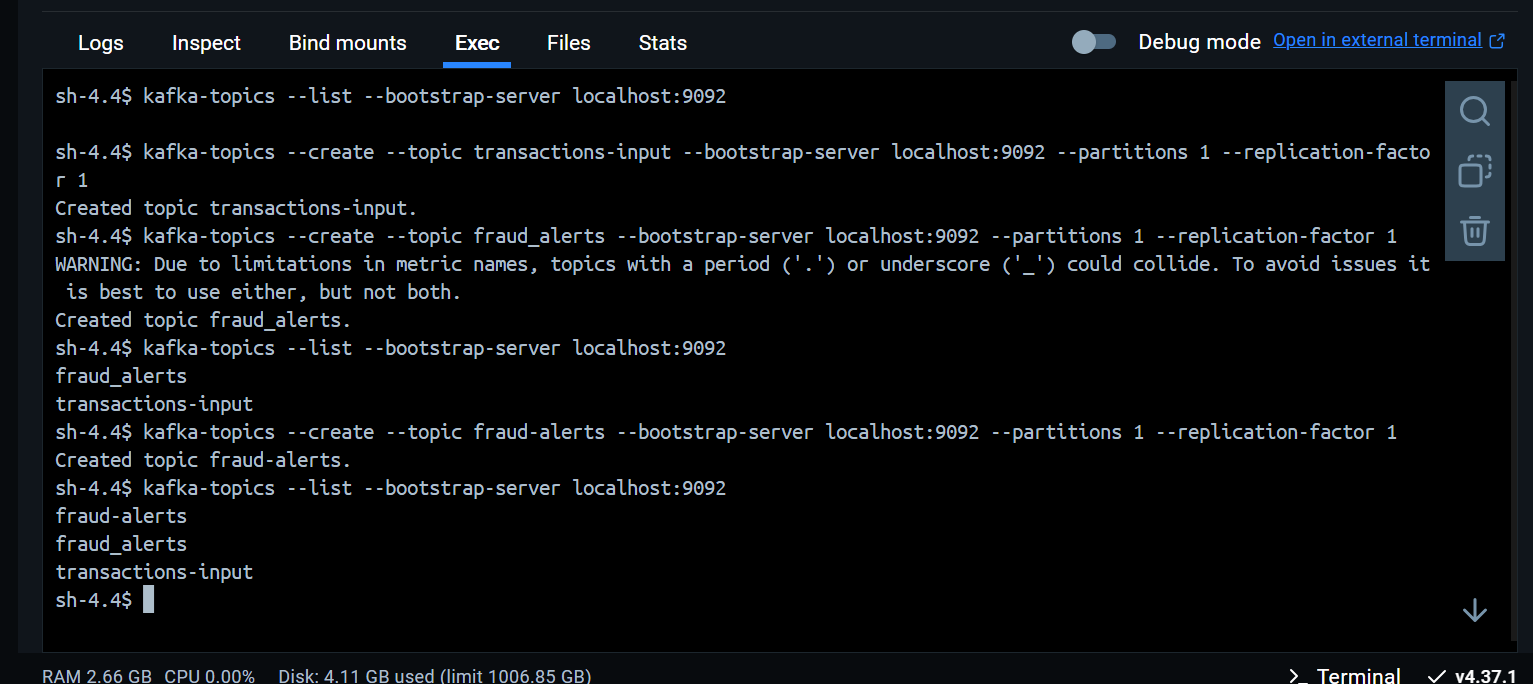 Logs Inspect Bind mounts Exec Files Stats Debug mode Open in external terminal
sh-4.4$ kafka-topics --list --bootstrap-server localhost:9092
sh-4.4$ kafka-topics --create --topic transactions-input --bootstrap-server localhost:9092 --partitions 1 --replication-facto
r 1
Created topic transactions-input.
sh-4.4$ kafka-topics --create --topic fraud_alerts --bootstrap-server localhost:9092 --partitions 1 --replication-factor 1
WARNING: Due to limitations in metric names, topics with a period ('.') or underscore ('_') could collide. To avoid issues it
is best to use either, but not both.
Created topic fraud_alerts.
sh-4.4$ kafka-topics --list --bootstrap-server localhost:9092
fraud_alerts
transactions-input
sh-4.4$ kafka-topics --create --topic fraud-alerts --bootstrap-server localhost:9092 --partitions 1 --replication-factor 1
Created topic fraud-alerts.
sh-4.4$ kafka-topics --list --bootstrap-server localhost:9092
fraud-alerts
fraud_alerts
transactions-input
sh-4.4$
RAM 2.66 GB CPU 0.00% Disk: 4.11 GB used (limit 1006.85 GB) >_ Terminal ✓ v4.37.1